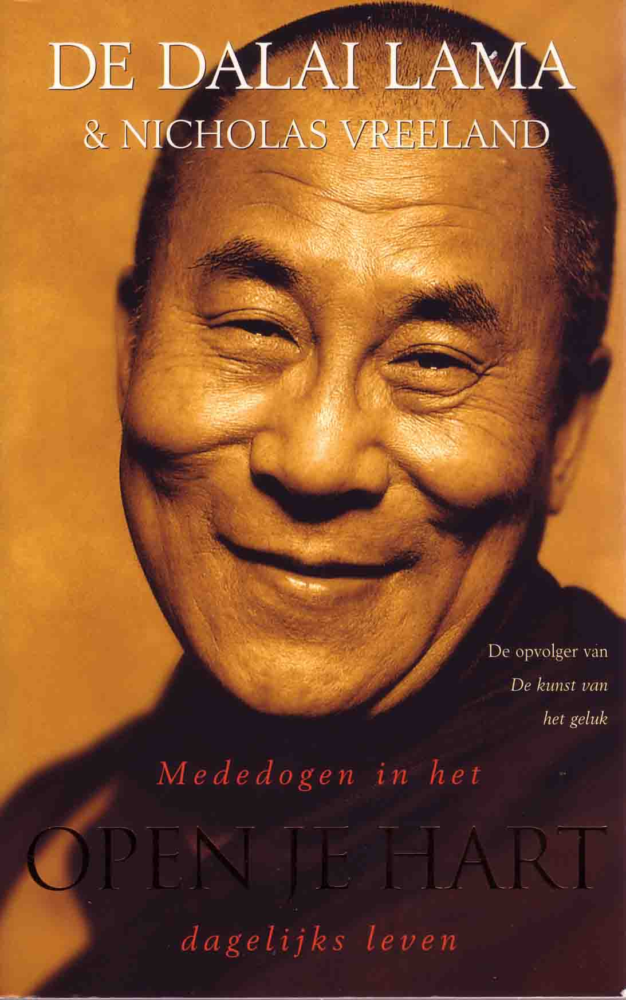 DE DALAI LAMA
& NICHOLAS VREELAND
De opvolger van
De kunst van
het geluk
Mededogen in het
OPEN JE HART
dagelijks leven